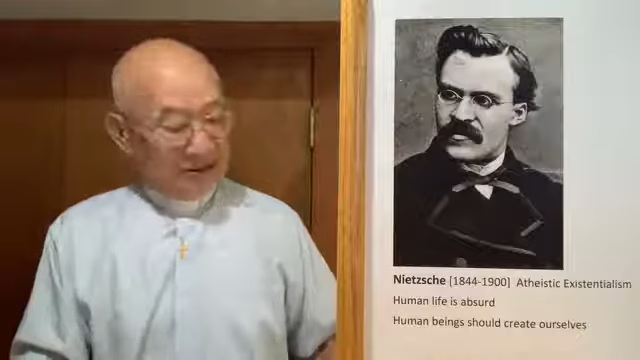 Nietzsche [1844-1900] Atheistic Existentialism
Human life is absurd
Human beings should create ourselves